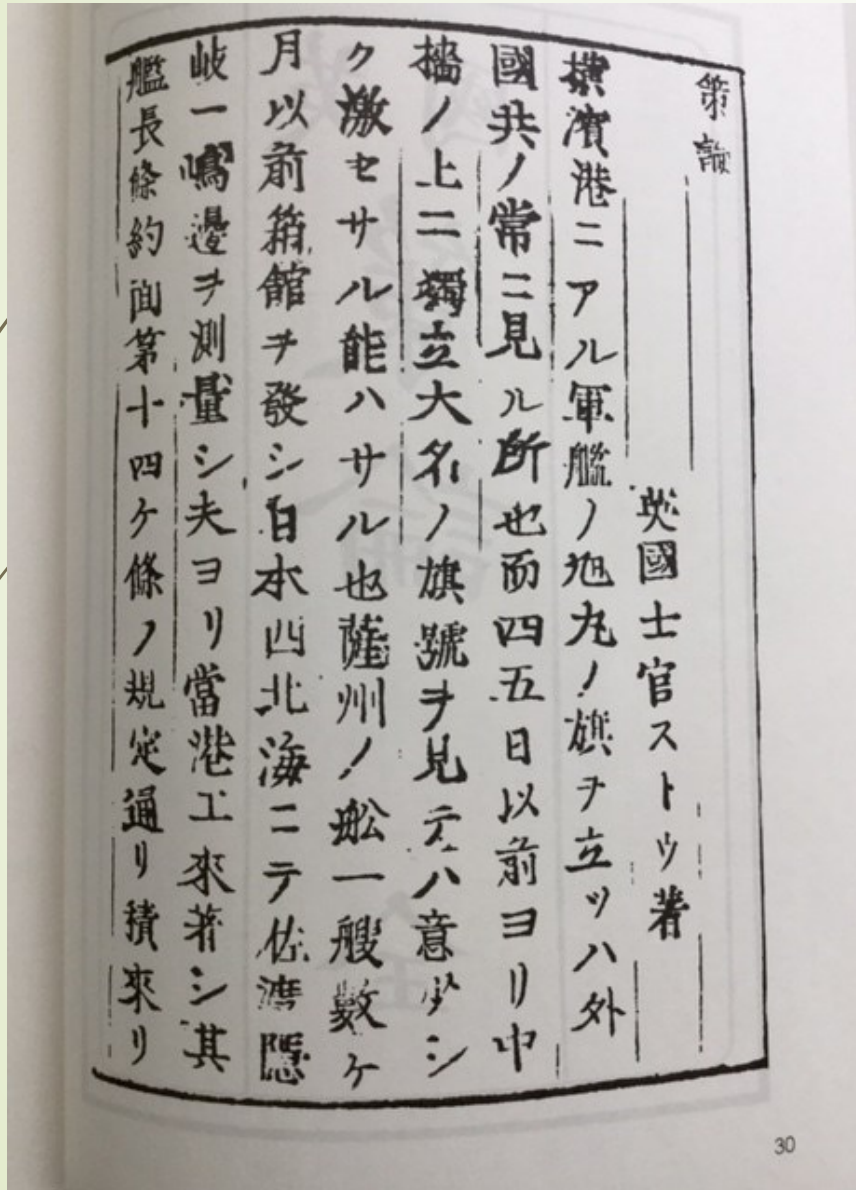 策論
英國士官ストウ著
横濱港ニアル軍艦ノ旭丸ノ旗ヲ立ツハ外
國共ノ常ニ見ル所也而四五日以前ヨリ中
檣ノ上ニ獨立大名ノ旗號ヲ見テハ意少シ
ク激セサル能ハサル也薩州ノ舩一艘數ケ
月以前箱館ヲ發シ日本四北海ニテ佐渡隱
岐一嶋邊ヲ測量シ夫ヨリ當港エ來著シ其
艦長條約面第十四ケ條ノ規定通リ積來リ
30